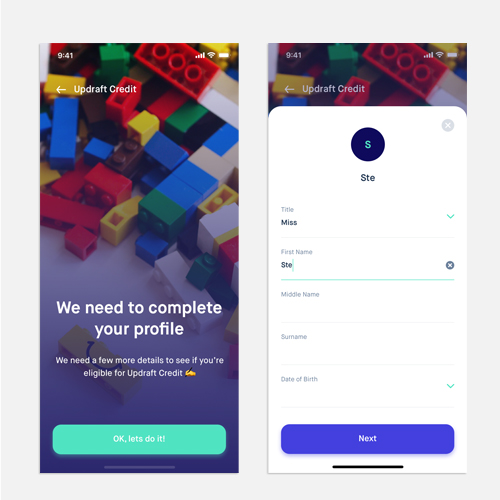 9:41
← Updraft Credit
We need to complete
your profile
We need a few more details to see if you're
eligible for Updraft Credit ✍️
OK, lets do it!
9:41
← Updraft Credit
S
Ste
Title
Miss
First Name
Ste
Middle Name
Surname
Date of Birth
Next